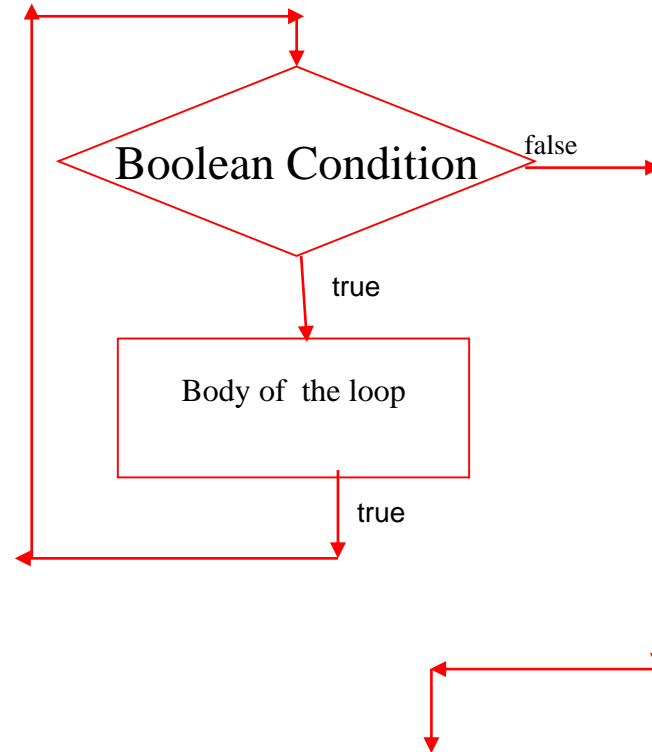 Boolean Condition
false
true
Body of the loop
true